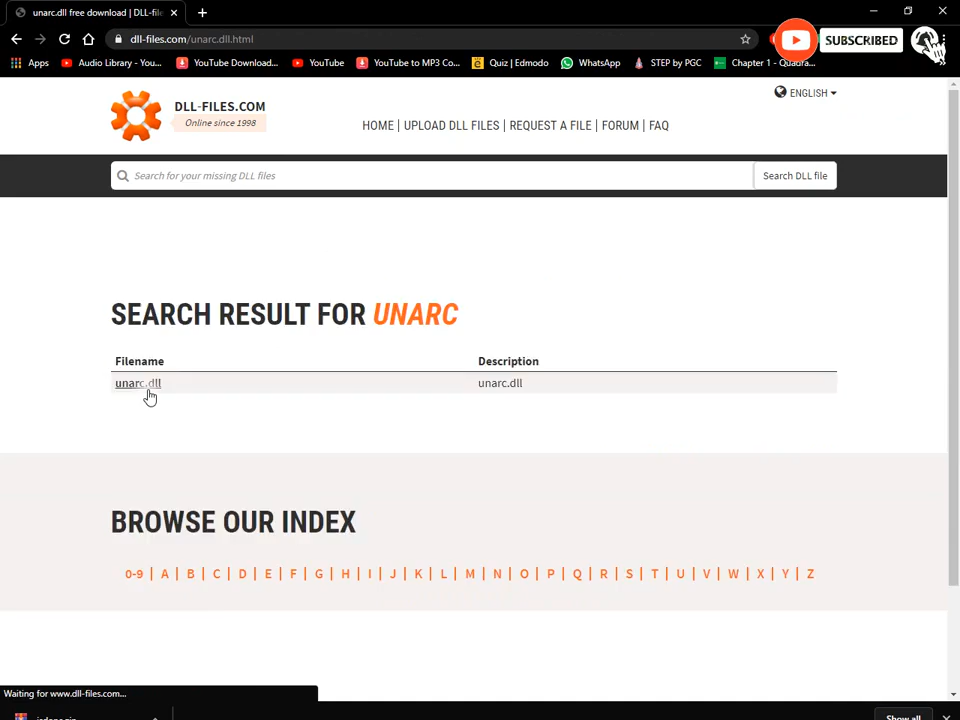 unarc.dll free download | DLL-file
dll-files.com/unarc.dll.html
SUBSCRIBED
Apps
Audio Library - You...
YouTube Download...
YouTube
YouTube to MP3 Co...
Quiz | Edmodo
WhatsApp
STEP by PGC
Chapter 1 - Quadra...
DLL-FILES.COM
Online since 1998
ENGLISH
HOME | UPLOAD DLL FILES | REQUEST A FILE | FORUM | FAQ
Search for your missing DLL files
Search DLL file
SEARCH RESULT FOR UNARC
Filename Description
unarc.dll unarc.dll
BROWSE OUR INDEX
0-9 | A | B | C | D | E | F | G | H | I | J | K | L | M | N | O | P | Q | R | S | T | U | V | W | X | Y | Z
Waiting for www.dll-files.com...
Show all